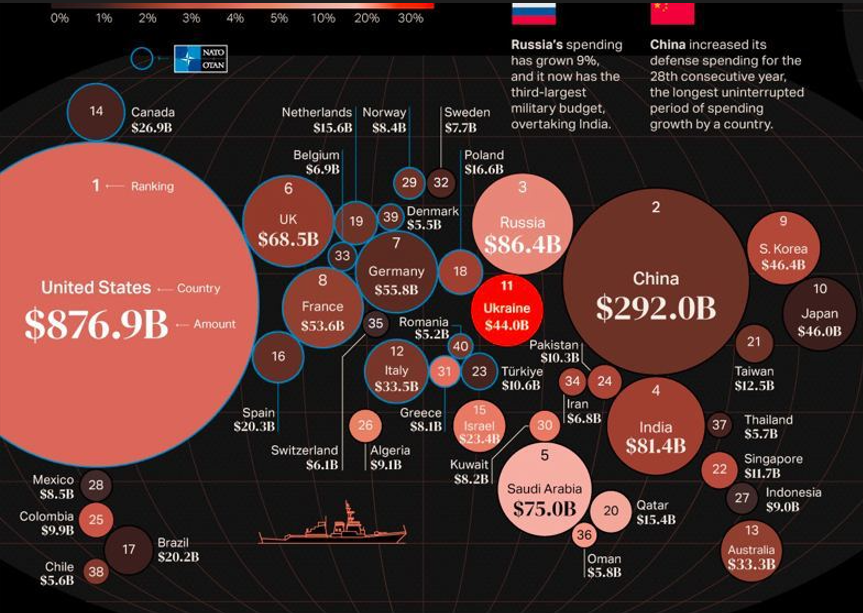 0% 1% 2% 3% 4% 5% 10% 20% 30%
NATO
OTAN
Russia's spending
has grown 9%,
and it now has the
third-largest
military budget,
overtaking India.
China increased its
defense spending for the
28th consecutive year,
the longest uninterrupted
period of spending
growth by a country.
14
Canada
$26.9B
Netherlands
$15.6B
Norway
$8.4B
Sweden
$7.7B
Belgium
$6.9B
Poland
$16.6B
1 Ranking
United States Country
$876.9B Amount
6
UK
$68.5B
19
29
32
39
Denmark
$5.5B
33
7
Germany
$55.8B
18
3
Russia
$86.4B
2
China
$292.0B
9
S. Korea
$46.4B
10
Japan
$46.0B
8
France
$53.6B
35
Romania
$5.2B
40
11
Ukraine
$44.0B
16
Spain
$20.3B
12
Italy
$33.5B
31
23
Türkiye
$10.6B
Pakistan
$10.3B
34
24
Iran
$6.8B
21
Taiwan
$12.5B
4
India
$81.4B
Greece
$8.1B
15
Israel
$23.4B
26
Switzerland
$6.1B
Algeria
$9.1B
30
Kuwait
$8.2B
5
Saudi Arabia
$75.0B
20
Qatar
$15.4B
36
Oman
$5.8B
37
Thailand
$5.7B
22
Singapore
$11.7B
27
Indonesia
$9.0B
13
Australia
$33.3B
Mexico
$8.5B
28
Colombia
$9.9B
25
17
Brazil
$20.2B
Chile
$5.6B
38